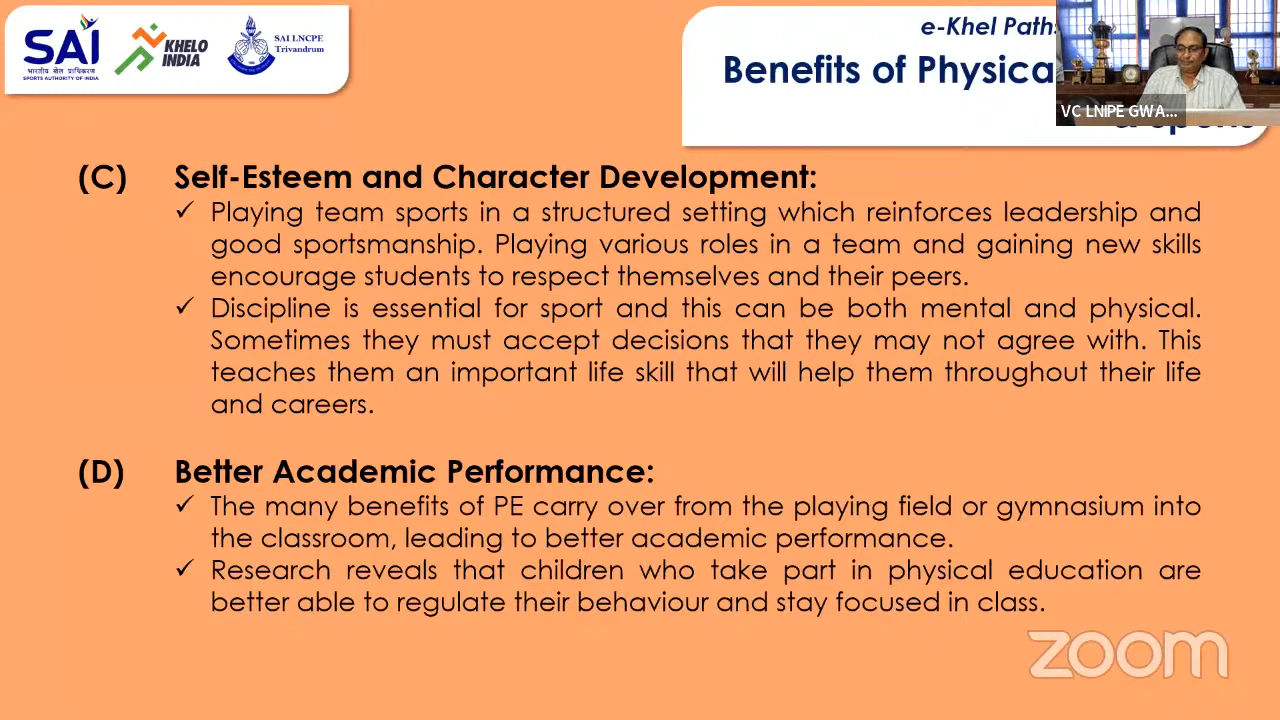 SAI
भारतीय खेल प्राधिकरण
SPORTS AUTHORITY OF INDIA
KHELO
INDIA
SAI LNCPE
Trivandrum
e-Khel
Benefits of
VC LNIPE GWA...
(C) Self-Esteem and Character Development:
✓ Playing team sports in a structured setting which reinforces leadership and
good sportsmanship. Playing various roles in a team and gaining new skills
encourage students to respect themselves and their peers.
✓ Discipline is essential for sport and this can be both mental and physical.
Sometimes they must accept decisions that they may not agree with. This
teaches them an important life skill that will help them throughout their life
and careers.
(D) Better Academic Performance:
✓ The many benefits of PE carry over from the playing field or gymnasium into
the classroom, leading to better academic performance.
✓ Research reveals that children who take part in physical education are
better able to regulate their behaviour and stay focused in class.
zoom